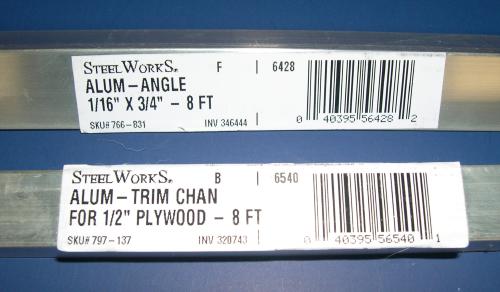 STEELWORKS. F 6428
ALUM-ANGLE
1/16" X 3/4" - 8 FT
SKU# 766-831 INV 346444
0 40395 56428 2
STEELWORKS. B 6540
ALUM-TRIM CHAN
FOR 1/2" PLYWOOD - 8 FT
SKU# 797-137 INV 320743
0 40395 56540 1